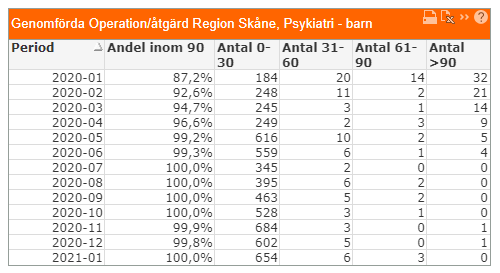 Genomförda Operation/åtgärd Region Skåne, Psykiatri - barn
Period Andel inom 90 Antal 0-30 Antal 31-60 Antal 61-90 Antal >90
2020-01 87,2% 184 20 14 32
2020-02 92,6% 248 11 2 21
2020-03 94,7% 245 3 1 14
2020-04 96,6% 249 2 3 9
2020-05 99,2% 616 10 2 5
2020-06 99,3% 559 6 1 4
2020-07 100,0% 345 2 0 0
2020-08 100,0% 395 6 2 0
2020-09 100,0% 463 5 2 0
2020-10 100,0% 528 3 1 0
2020-11 99,9% 684 3 0 1
2020-12 99,8% 602 5 0 1
2021-01 100,0% 654 6 3 0